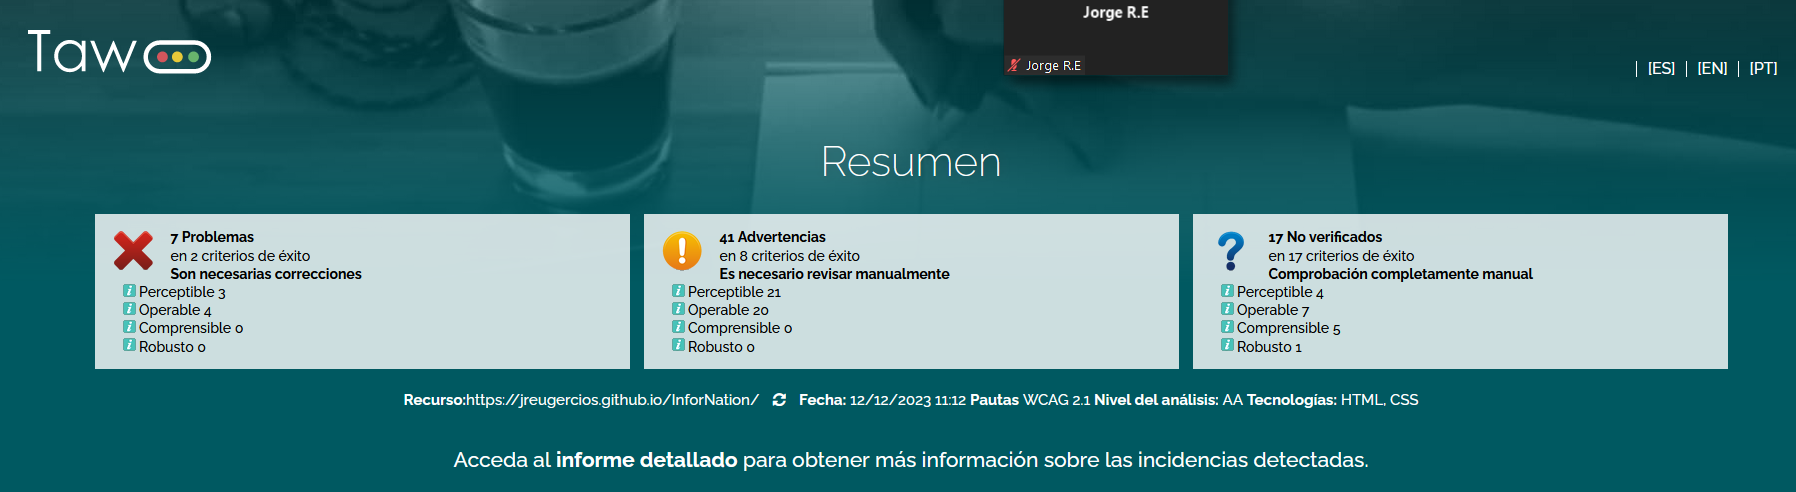 Jorge R.E
Jorge R.E
Taw
[ES] [EN] [PT]
Resumen
7 Problemas
en 2 criterios de éxito
Son necesarias correcciones
Perceptible 3
Operable 4
Comprensible 0
Robusto 0
41 Advertencias
en 8 criterios de éxito
Es necesario revisar manualmente
Perceptible 21
Operable 20
Comprensible 0
Robusto 0
17 No verificados
en 17 criterios de éxito
Comprobación completamente manual
Perceptible 4
Operable 7
Comprensible 5
Robusto 1
Recurso:https://jreugercios.github.io/InforNation/ Fecha: 12/12/2023 11:12 Pautas WCAG 2.1 Nivel del análisis: AA Tecnologías: HTML, CSS
Acceda al informe detallado para obtener más información sobre las incidencias detectadas.